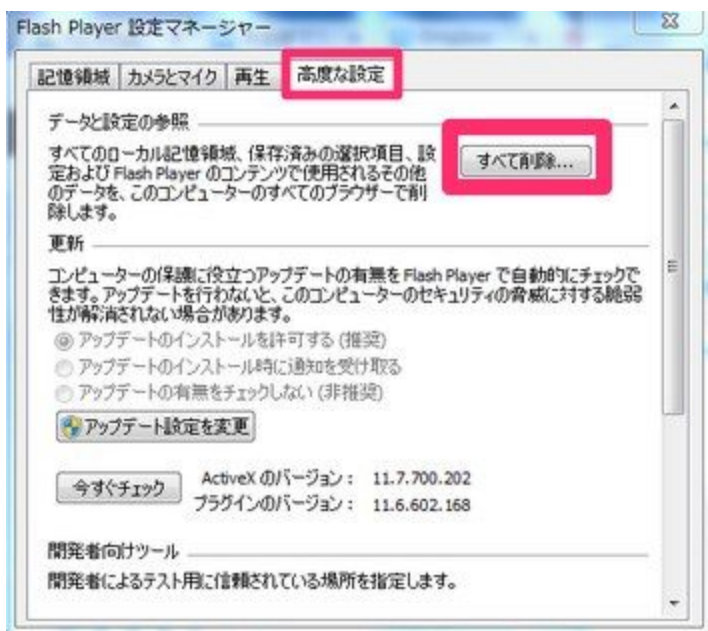 Flash Player 設定マネージャー
記憶領域 カメラとマイク 再生 高度な設定
データと設定の参照
すべてのローカル記憶領域、保存済みの選択項目、設
定および Flash Player のコンテンツで使用されるその他
のデータを、このコンピューターのすべてのブラウザーで削
除します。
すべて削除...
更新
コンピューターの保護に役立つアップデートの有無を Flash Player で自動的にチェックで
きます。アップデートを行わないと、このコンピューターのセキュリティの脅威に対する脆弱
性が解消されない場合があります。
アップデートのインストールを許可する (推奨)
アップデートのインストール時に通知を受け取る
アップデートの有無をチェックしない (非推奨)
アップデート設定を変更
今すぐチェック
ActiveX のバージョン： 11.7.700.202
プラグインのバージョン： 11.6.602.168
開発者向けツール
開発者によるテスト用に信頼されている場所を指定します。